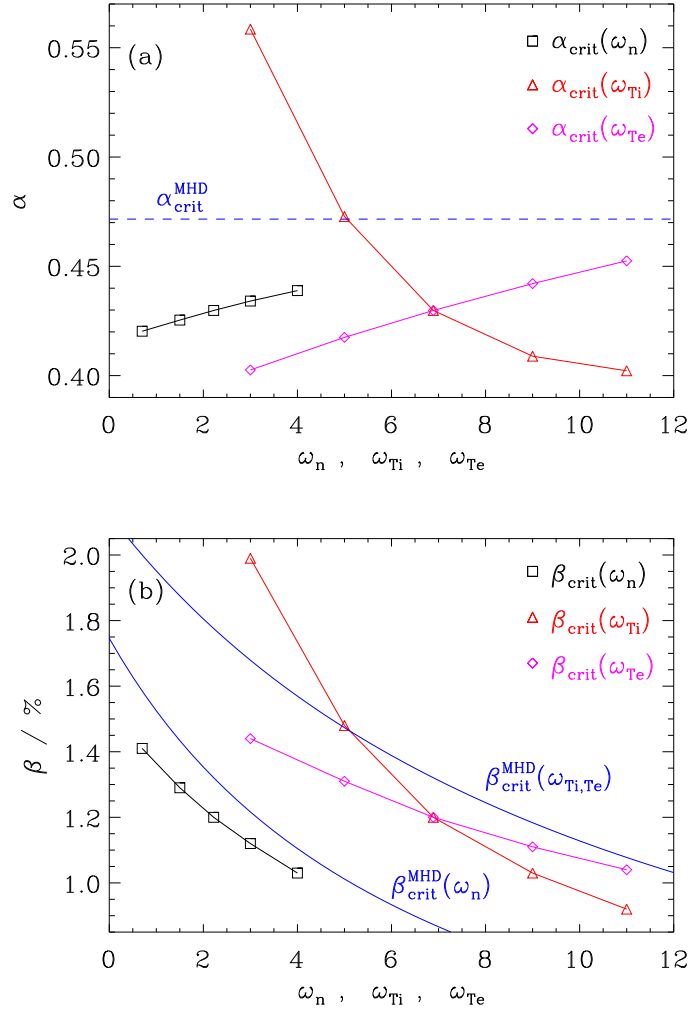 0.55
0.50
0.45
0.40
α
(a)
α_crit^MHD
α_crit(ω_n)
α_crit(ω_Ti)
α_crit(ω_Te)
0 2 4 6 8 10 12
ω_n , ω_Ti , ω_Te
2.0
1.8
1.6
1.4
1.2
1.0
β / %
(b)
β_crit(ω_n)
β_crit(ω_Ti)
β_crit(ω_Te)
β_crit^MHD(ω_Ti,Te)
β_crit^MHD(ω_n)
0 2 4 6 8 10 12
ω_n , ω_Ti , ω_Te